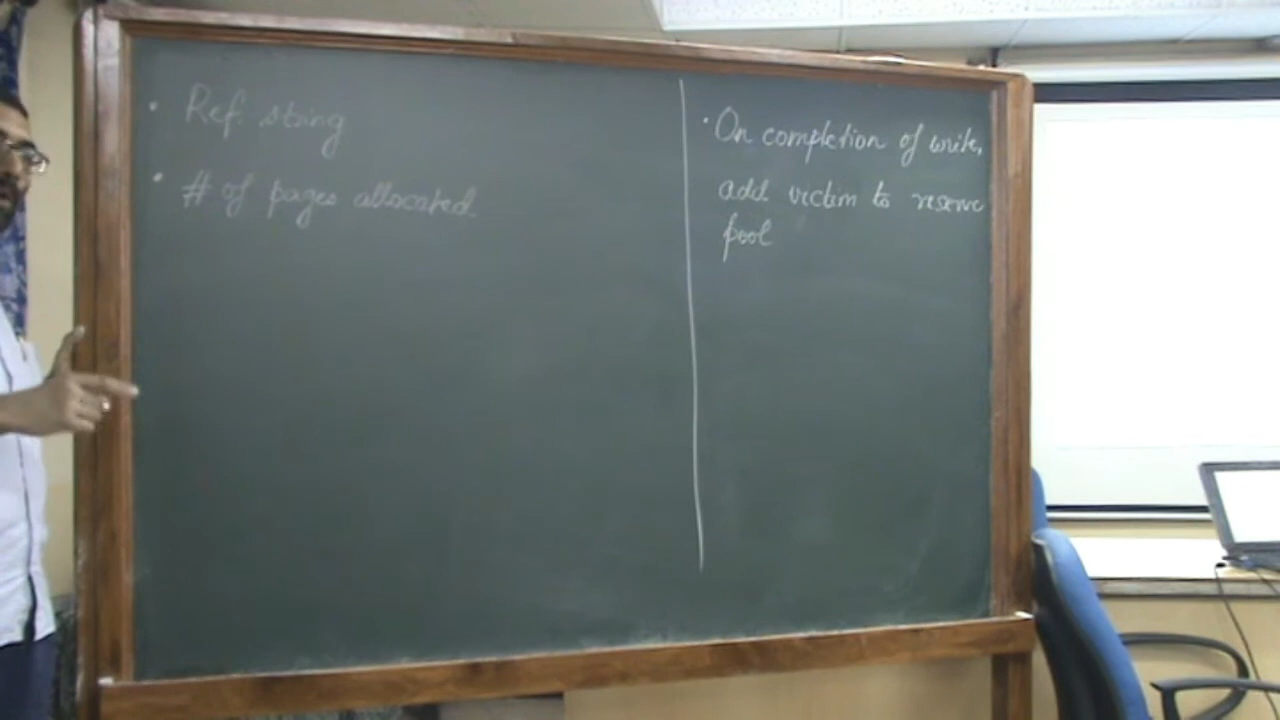 • Ref. string
• # of pages allocated.
• On completion of write,
add victim to reserve
pool